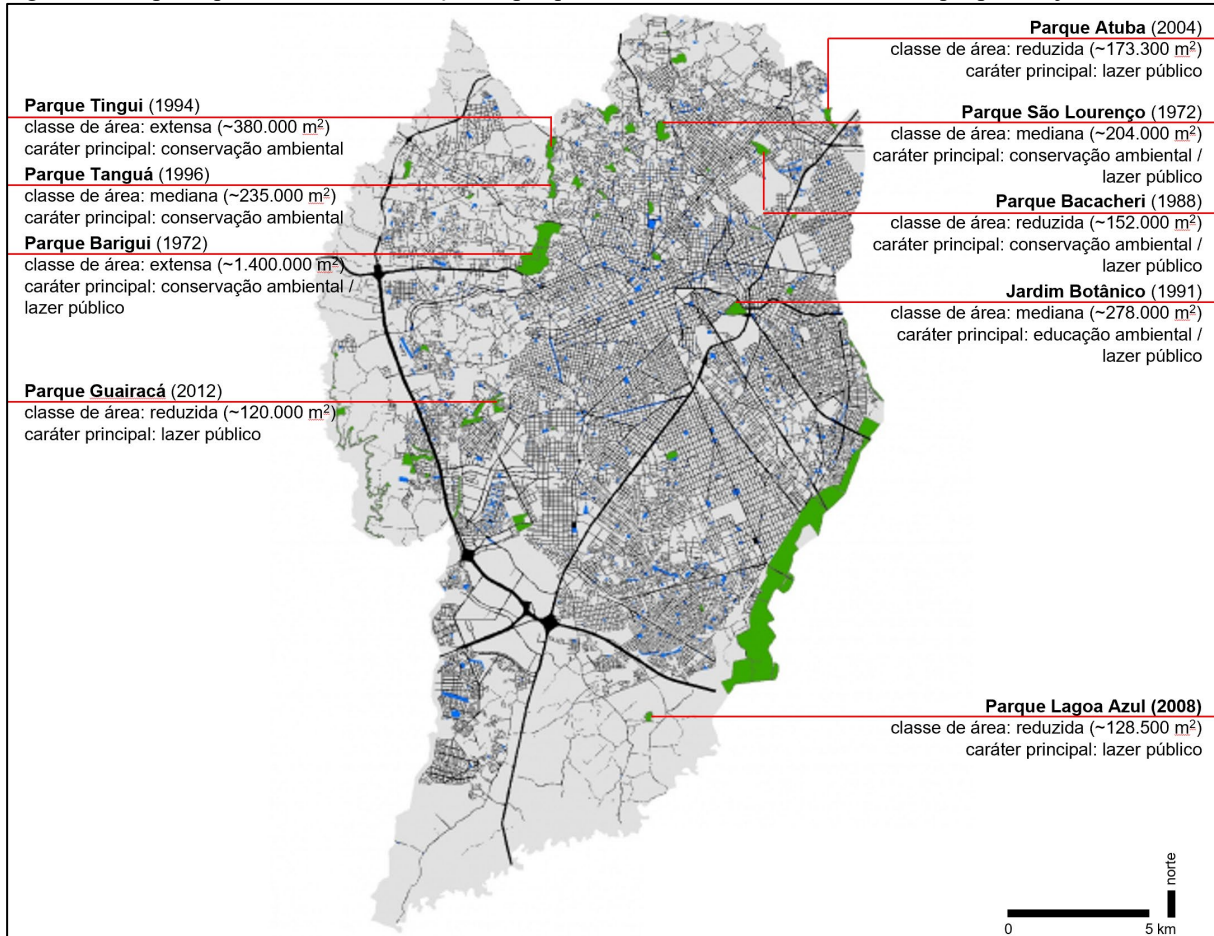 Parque Tingui (1994)
classe de área: extensa (~380.000 m²)
caráter principal: conservação ambiental
Parque Tanguá (1996)
classe de área: mediana (~235.000 m²)
caráter principal: conservação ambiental
Parque Barigui (1972)
classe de área: extensa (~1.400.000 m²)
caráter principal: conservação ambiental /
lazer público
Parque Guairacá (2012)
classe de área: reduzida (~120.000 m²)
caráter principal: lazer público
Parque Atuba (2004)
classe de área: reduzida (~173.300 m²)
caráter principal: lazer público
Parque São Lourenço (1972)
classe de área: mediana (~204.000 m²)
caráter principal: conservação ambiental /
lazer público
Parque Bacacheri (1988)
classe de área: reduzida (~152.000 m²)
caráter principal: conservação ambiental /
lazer público
Jardim Botânico (1991)
classe de área: mediana (~278.000 m²)
caráter principal: educação ambiental /
lazer público
Parque Lagoa Azul (2008)
classe de área: reduzida (~128.500 m²)
caráter principal: lazer público
norte
0 5 km